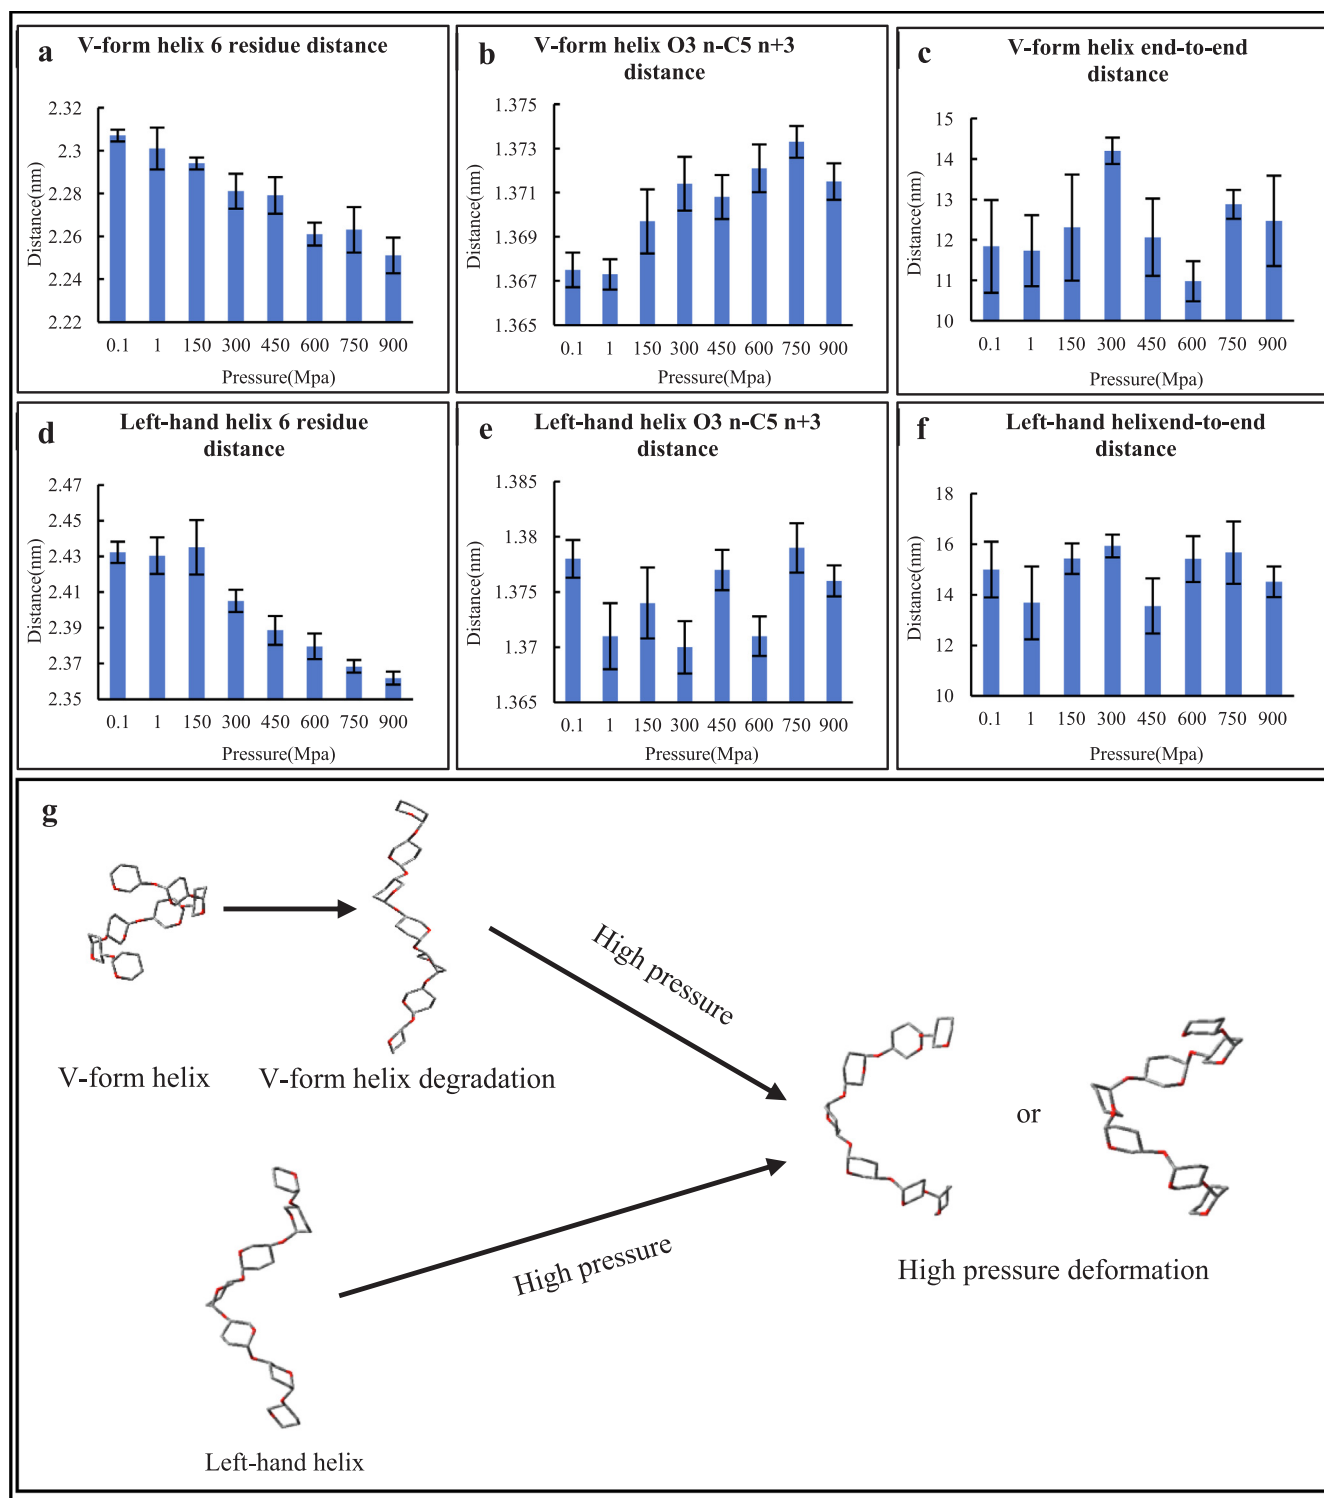 a
V-form helix 6 residue distance
Distance(nm)
2.32
2.3
2.28
2.26
2.24
2.22
0.1 1 150 300 450 600 750 900
Pressure(Mpa)
b
V-form helix O3 n-C5 n+3
distance
Distance(nm)
1.375
1.373
1.371
1.369
1.367
1.365
0.1 1 150 300 450 600 750 900
Pressure(Mpa)
c
V-form helix end-to-end
distance
Distance(nm)
15
14
13
12
11
10
0.1 1 150 300 450 600 750 900
Pressure(Mpa)
d
Left-hand helix 6 residue
distance
Distance(nm)
2.47
2.45
2.43
2.41
2.39
2.37
2.35
0.1 1 150 300 450 600 750 900
Pressure(Mpa)
e
Left-hand helix O3 n-C5 n+3
distance
Distance(nm)
1.385
1.38
1.375
1.37
1.365
0.1 1 150 300 450 600 750 900
Pressure(Mpa)
f
Left-hand helixend-to-end
distance
Distance(nm)
18
16
14
12
10
0.1 1 150 300 450 600 750 900
Pressure(Mpa)
g
High pressure
V-form helix
V-form helix degradation
or
High pressure
High pressure deformation
Left-hand helix